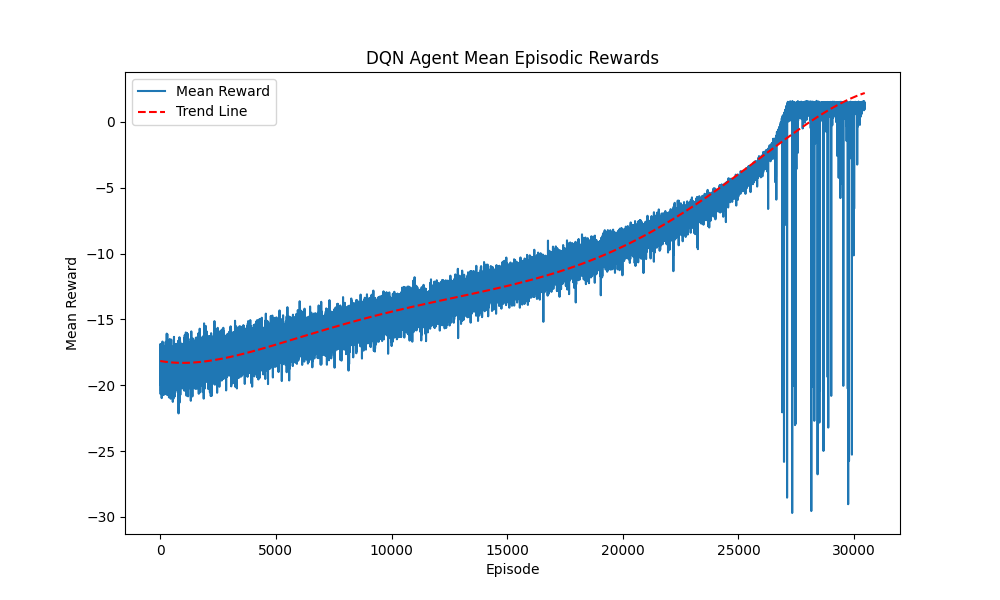 DQN Agent Mean Episodic Rewards
Mean Reward
Trend Line
Mean Reward
0
−5
−10
−15
−20
−25
−30
0
5000
10000
15000
20000
25000
30000
Episode